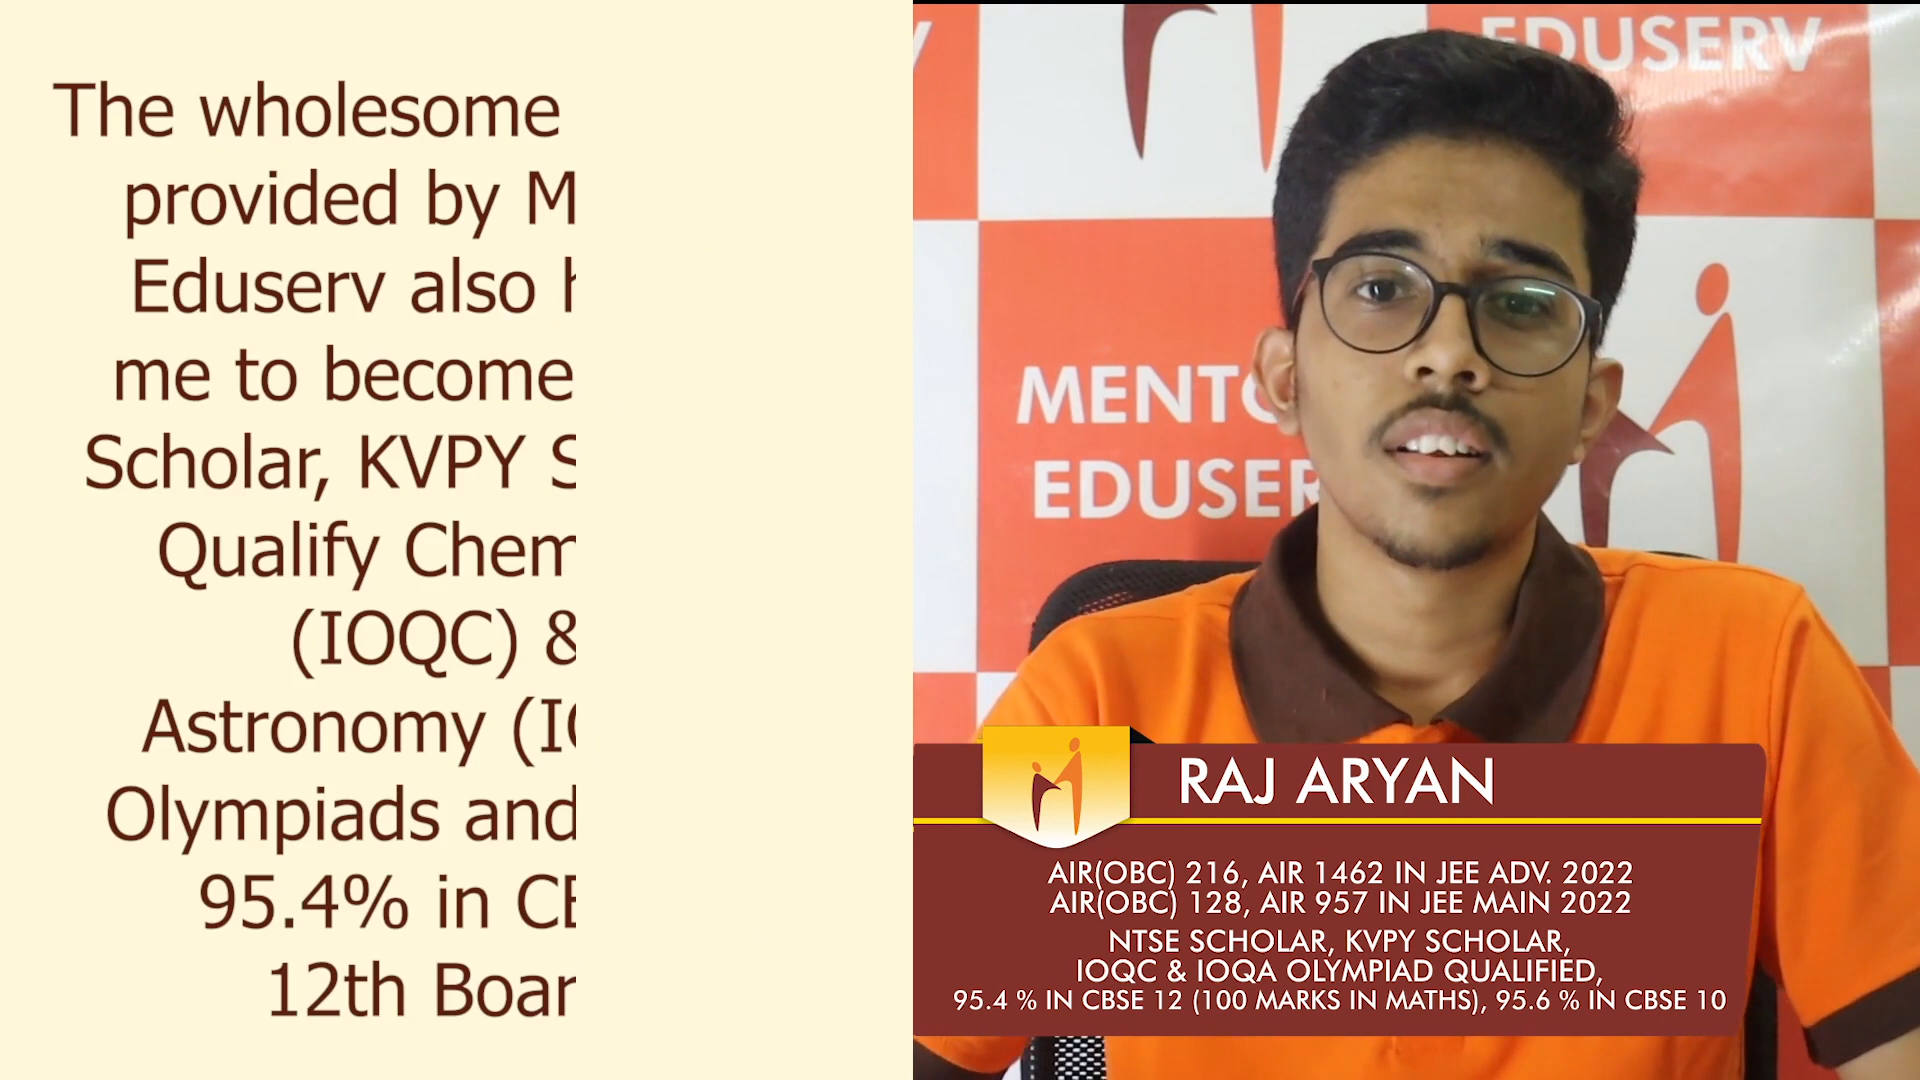 The wholesome
provided by M
Eduserv also
me to become
Scholar, KVPY S
Qualify Chem
(IOQC) &
Astronomy (I
Olympiads and
95.4% in CB
12th Boar
EDUSERV
V
MENTO
EDUSER
RAJ ARYAN
AIR(OBC) 216, AIR 1462 IN JEE ADV. 2022
AIR(OBC) 128, AIR 957 IN JEE MAIN 2022
NTSE SCHOLAR, KVPY SCHOLAR,
IOQC & IOQA OLYMPIAD QUALIFIED,
95.4 % IN CBSE 12 (100 MARKS IN MATHS), 95.6 % IN CBSE 10